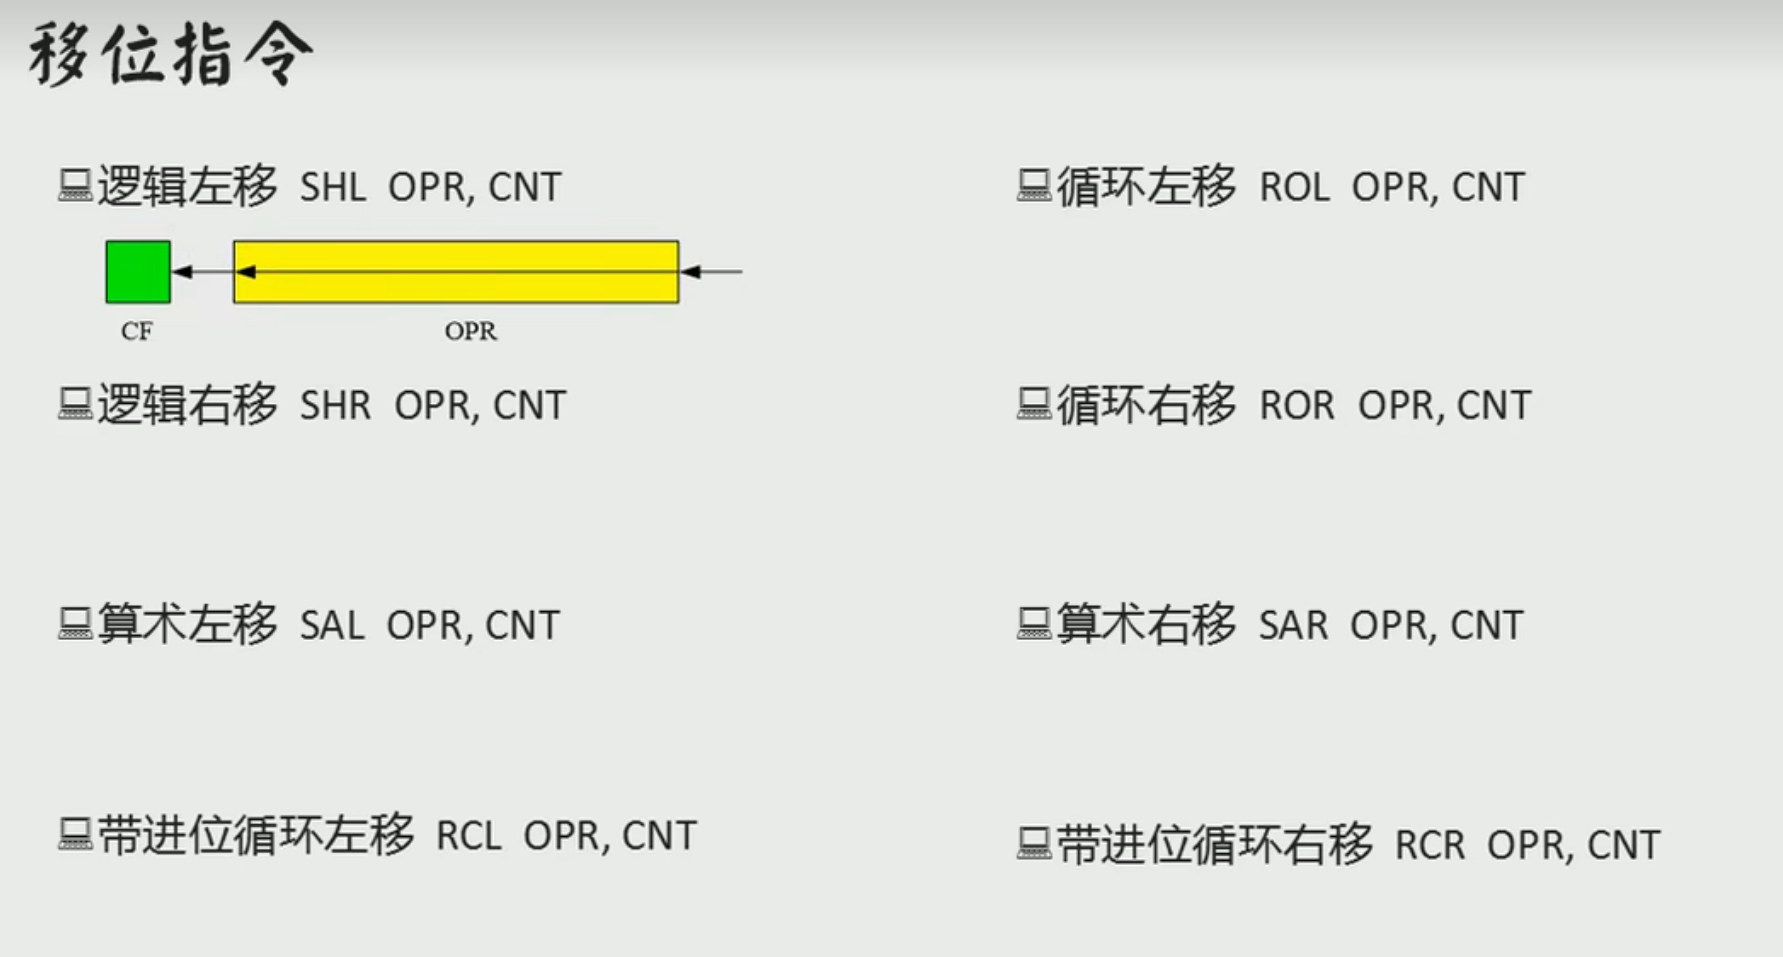 移位指令
逻辑左移 SHL OPR, CNT
CF OPR
逻辑右移 SHR OPR, CNT
算术左移 SAL OPR, CNT
带进位循环左移 RCL OPR, CNT
循环左移 ROL OPR, CNT
循环右移 ROR OPR, CNT
算术右移 SAR OPR, CNT
带进位循环右移 RCR OPR, CNT